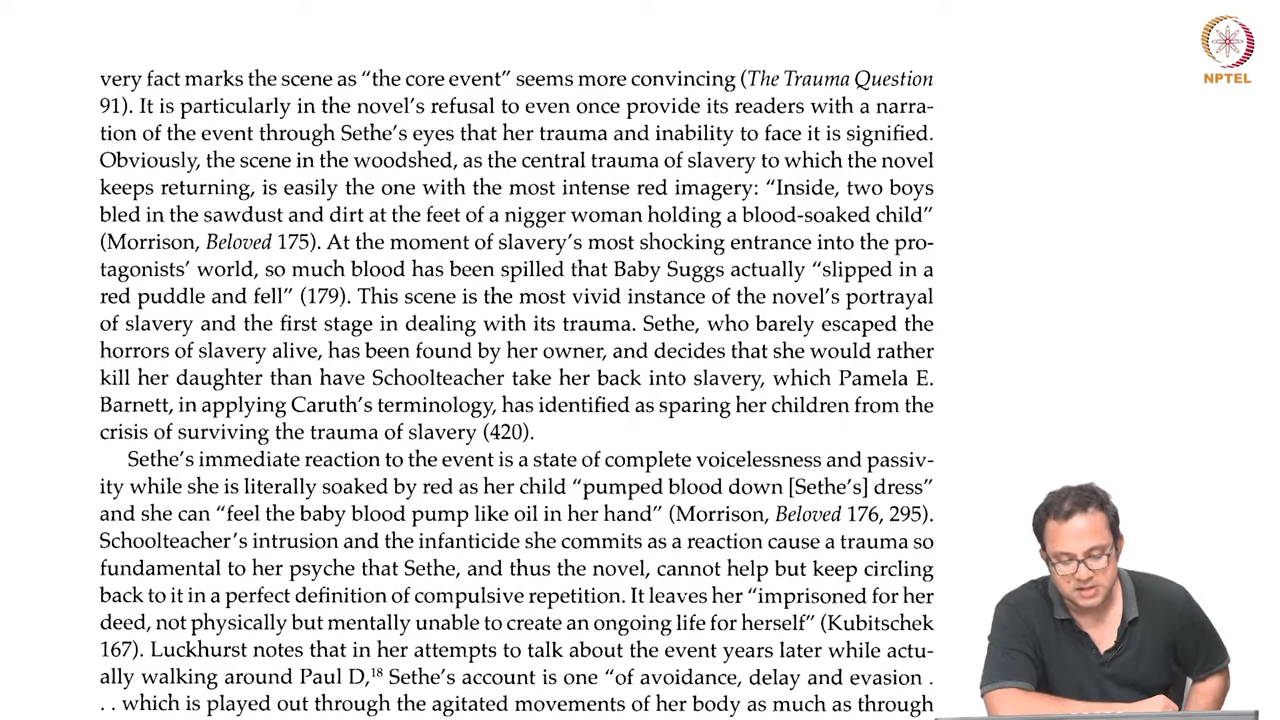 NPTEL
very fact marks the scene as “the core event” seems more convincing (The Trauma Question
91). It is particularly in the novel’s refusal to even once provide its readers with a narra-
tion of the event through Sethe’s eyes that her trauma and inability to face it is signified.
Obviously, the scene in the woodshed, as the central trauma of slavery to which the novel
keeps returning, is easily the one with the most intense red imagery: “Inside, two boys
bled in the sawdust and dirt at the feet of a nigger woman holding a blood-soaked child”
(Morrison, Beloved 175). At the moment of slavery’s most shocking entrance into the pro-
tagonists’ world, so much blood has been spilled that Baby Suggs actually “slipped in a
red puddle and fell” (179). This scene is the most vivid instance of the novel’s portrayal
of slavery and the first stage in dealing with its trauma. Sethe, who barely escaped the
horrors of slavery alive, has been found by her owner, and decides that she would rather
kill her daughter than have Schoolteacher take her back into slavery, which Pamela E.
Barnett, in applying Caruth’s terminology, has identified as sparing her children from the
crisis of surviving the trauma of slavery (420).
Sethe’s immediate reaction to the event is a state of complete voicelessness and passiv-
ity while she is literally soaked by red as her child “pumped blood down [Sethe’s] dress”
and she can “feel the baby blood pump like oil in her hand” (Morrison, Beloved 176, 295).
Schoolteacher’s intrusion and the infanticide she commits as a reaction cause a trauma so
fundamental to her psyche that Sethe, and thus the novel, cannot help but keep circling
back to it in a perfect definition of compulsive repetition. It leaves her “imprisoned for her
deed, not physically but mentally unable to create an ongoing life for herself” (Kubitschek
167). Luckhurst notes that in her attempts to talk about the event years later while actu-
ally walking around Paul D,¹⁸ Sethe’s account is one “of avoidance, delay and evasion .
. . which is played out through the agitated movements of her body as much as through